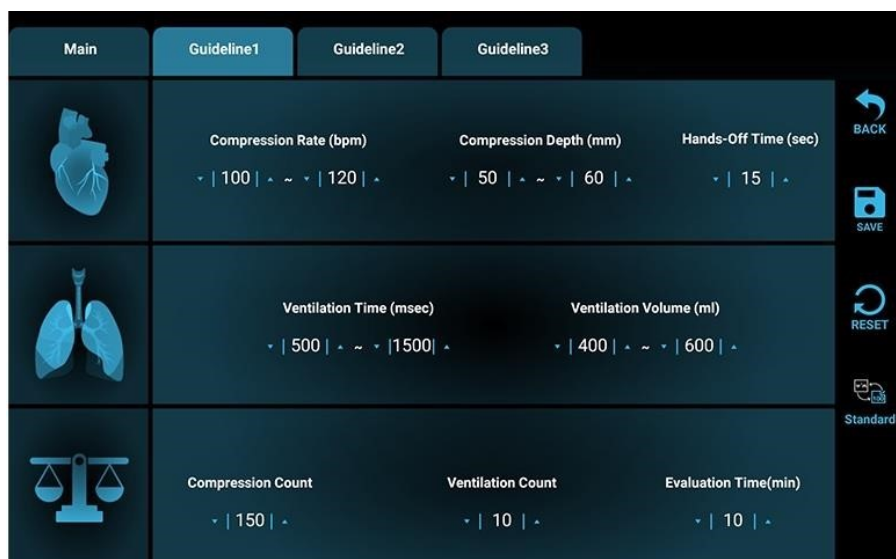 Main Guideline1 Guideline2 Guideline3
BACK
Compression Rate (bpm) Compression Depth (mm) Hands-Off Time (sec)
100 ~ 120 50 ~ 60 15
SAVE
Ventilation Time (msec) Ventilation Volume (ml)
RESET
500 ~ 1500 400 ~ 600
Standard
Compression Count Ventilation Count Evaluation Time(min)
150 10 10